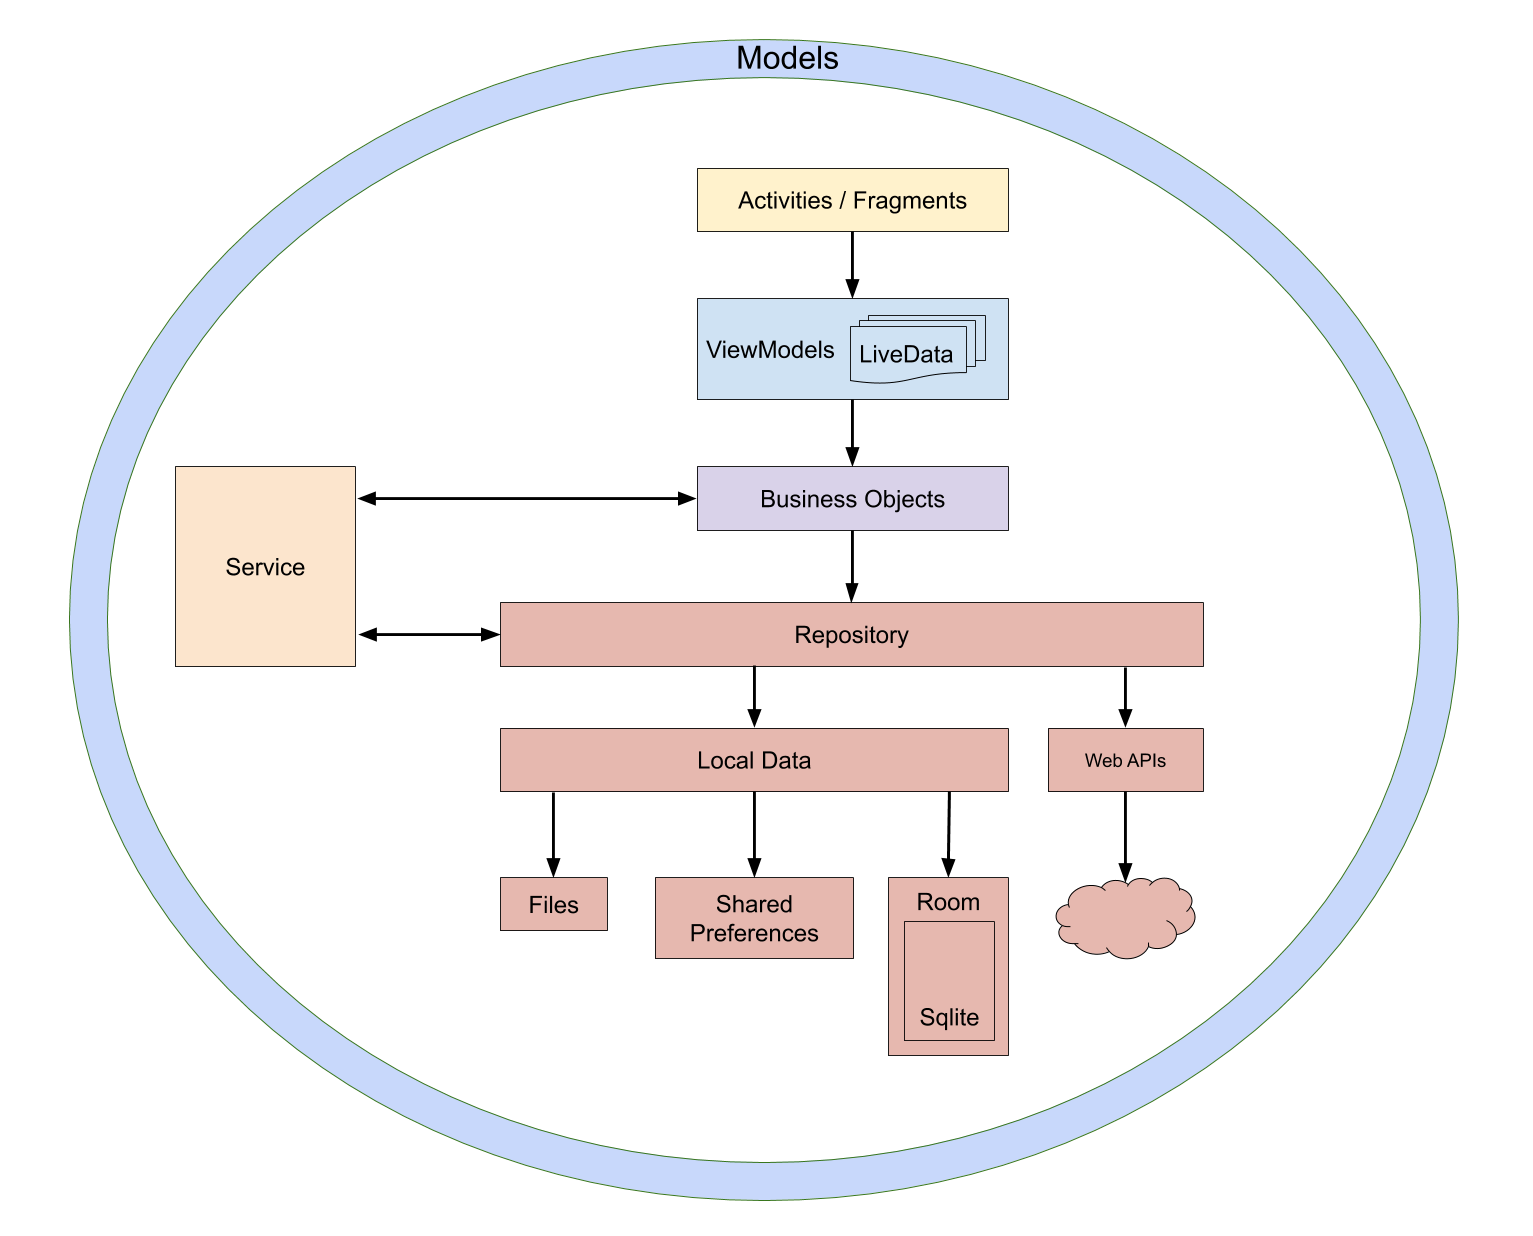 Models
Activities / Fragments
ViewModels
LiveData
Business Objects
Service
Repository
Local Data
Web APIs
Files
Shared
Preferences
Room
Sqlite